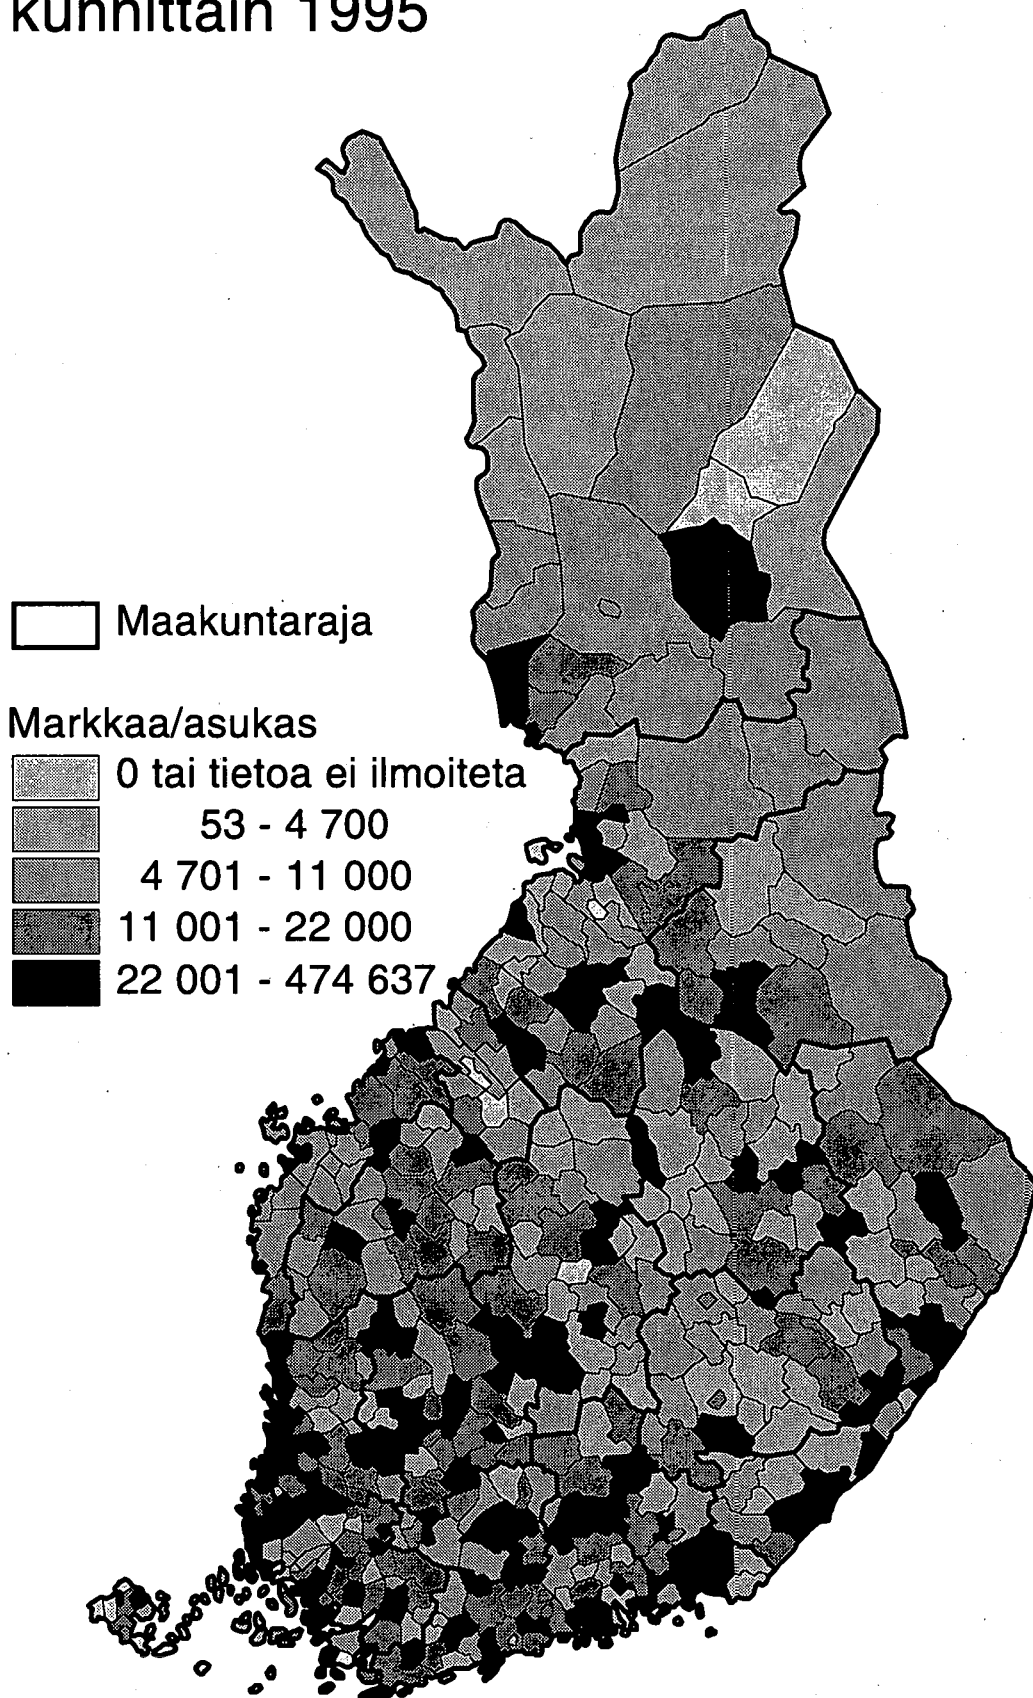 kunnittain 1995
Maakuntaraja
Markkaa/asukas
0 tai tietoa ei ilmoiteta
53 - 4 700
4 701 - 11 000
11 001 - 22 000
22 001 - 474 637